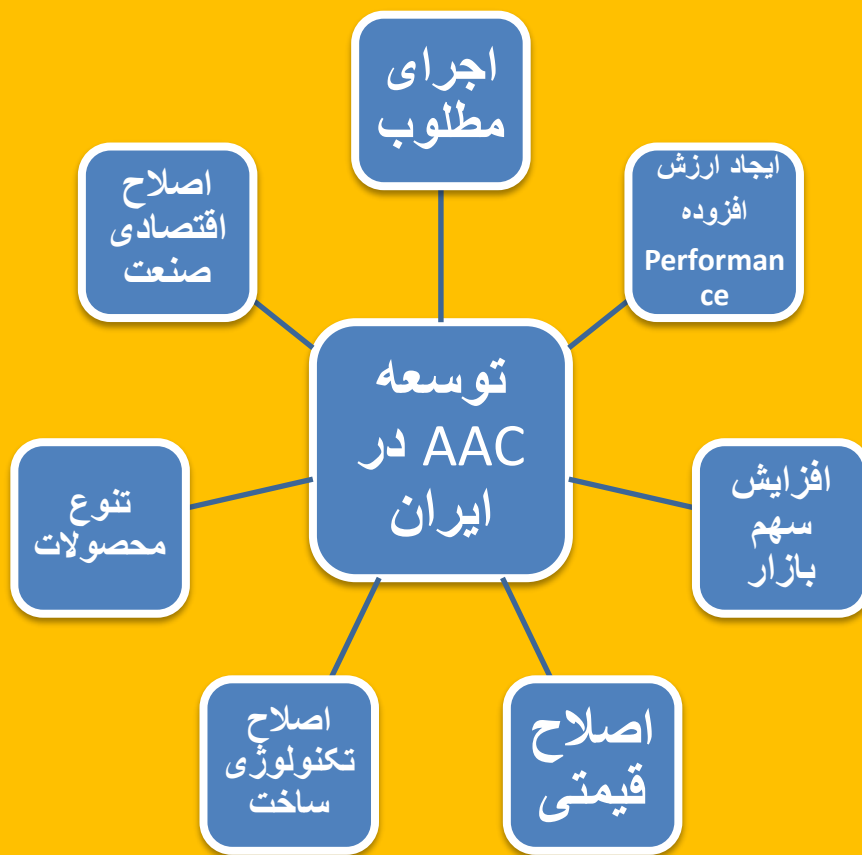 اجرای
مطلوب
ایجاد ارزش
افزوده
Performan
ce
اصلاح
اقتصادی
صنعت
توسعه
AAC در
ایران
افزایش
سهم
بازار
تنوع
محصولات
اصلاح
قیمتی
اصلاح
تکنولوژی
ساخت